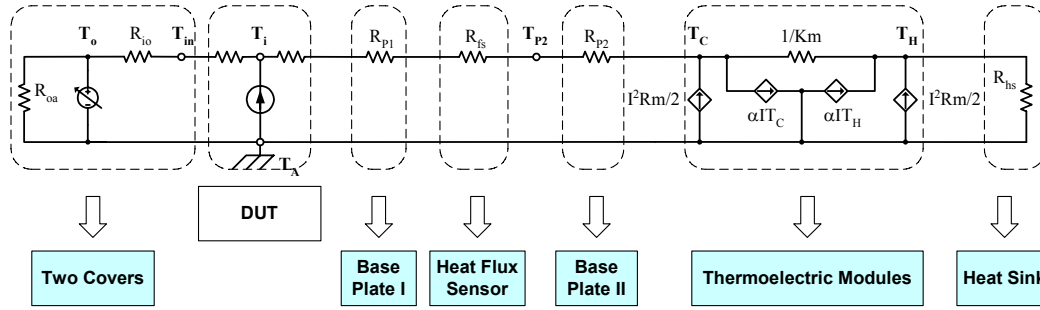 To Rio Tin Ti RP1 Rfs TP2 RP2 TC 1/Km TH
Roa I²Rm/2 αITC αITH I²Rm/2 Rhs
TA
DUT
Two Covers
Base Plate I
Heat Flux Sensor
Base Plate II
Thermoelectric Modules
Heat Sink